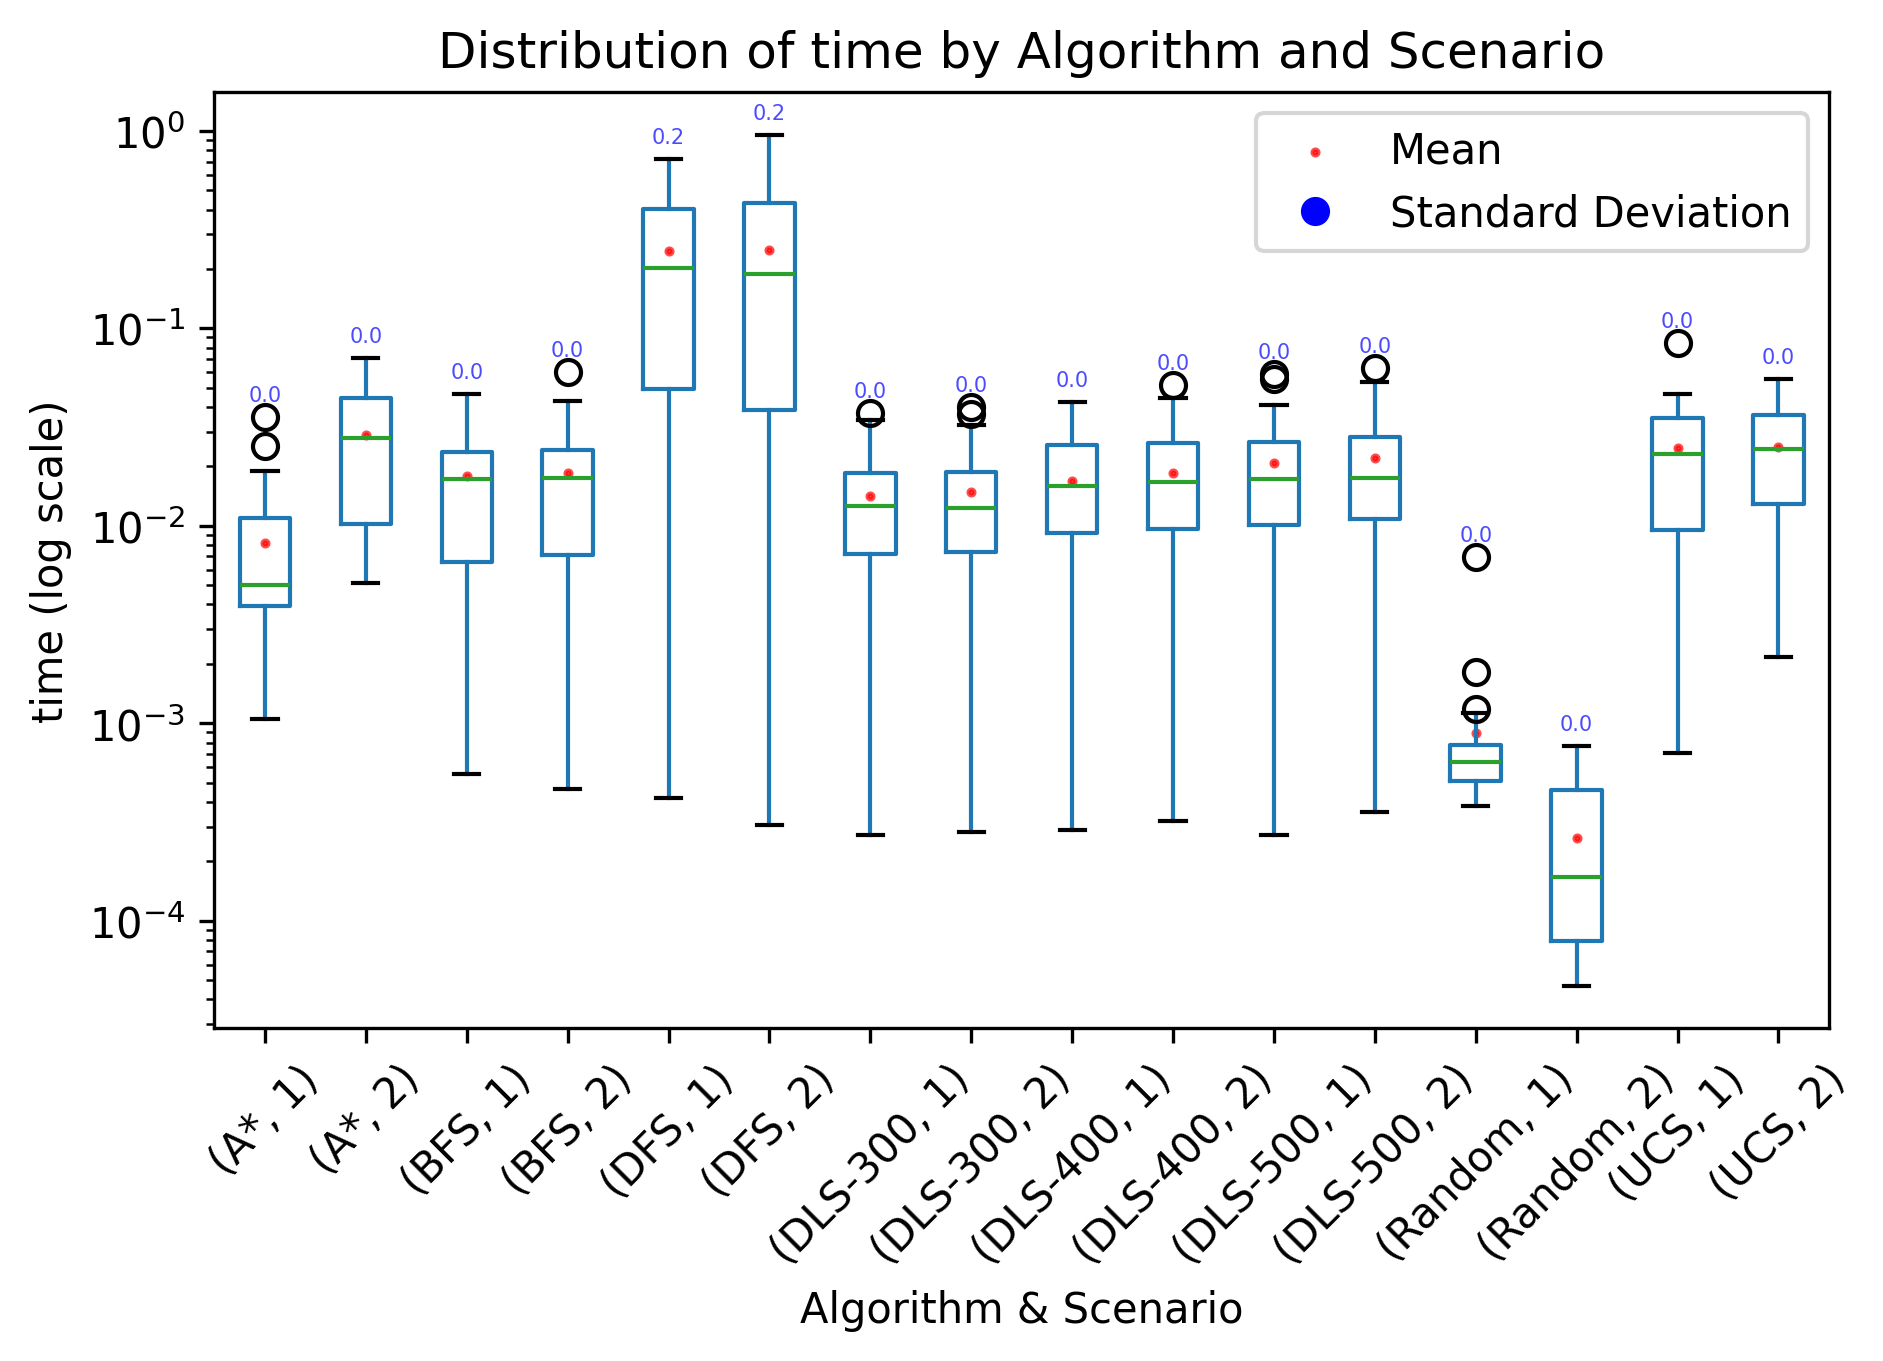 Distribution of time by Algorithm and Scenario
time (log scale)
10⁰
10⁻¹
10⁻²
10⁻³
10⁻⁴
Mean
Standard Deviation
0.0
0.0
0.0
0.0
0.2
0.2
0.0
0.0
0.0
0.0
0.0
0.0
0.0
0.0
0.0
0.0
(A*, 1)
(A*, 2)
(BFS, 1)
(BFS, 2)
(DFS, 1)
(DFS, 2)
(DLS-300, 1)
(DLS-300, 2)
(DLS-400, 1)
(DLS-400, 2)
(DLS-500, 1)
(DLS-500, 2)
(Random, 1)
(Random, 2)
(UCS, 1)
(UCS, 2)
Algorithm & Scenario